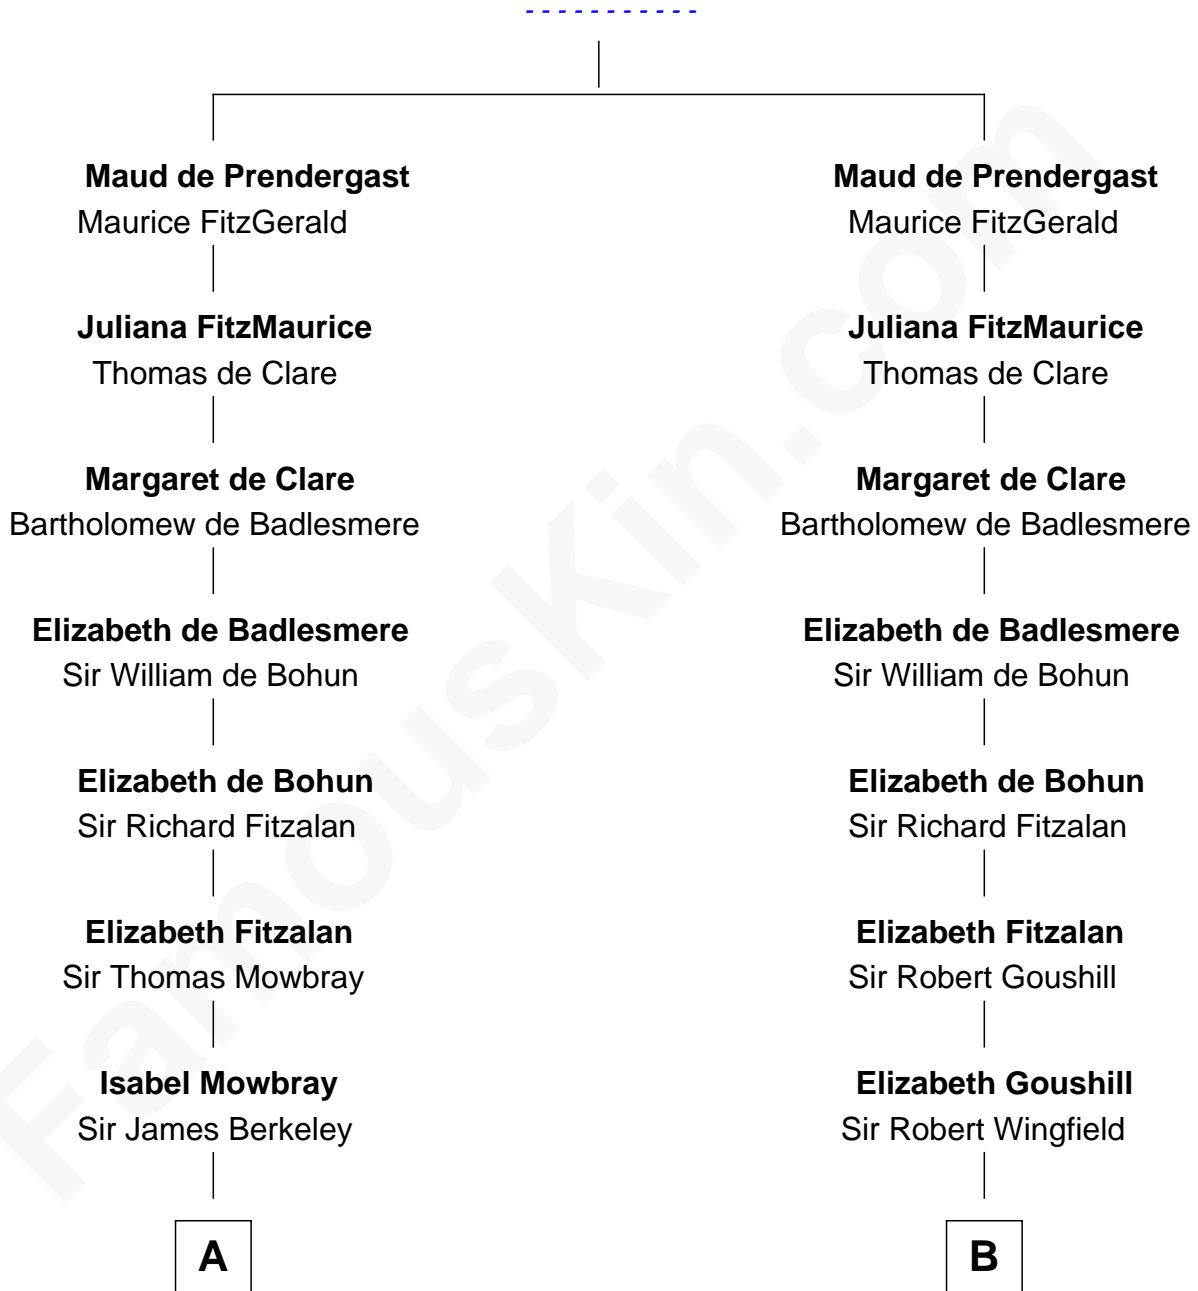 - - - - - - - - - - -
Maud de Prendergast
Maurice FitzGerald
Juliana FitzMaurice
Thomas de Clare
Margaret de Clare
Bartholomew de Badlesmere
Elizabeth de Badlesmere
Sir William de Bohun
Elizabeth de Bohun
Sir Richard Fitzalan
Elizabeth Fitzalan
Sir Thomas Mowbray
Isabel Mowbray
Sir James Berkeley
A
Maud de Prendergast
Maurice FitzGerald
Juliana FitzMaurice
Thomas de Clare
Margaret de Clare
Bartholomew de Badlesmere
Elizabeth de Badlesmere
Sir William de Bohun
Elizabeth de Bohun
Sir Richard Fitzalan
Elizabeth Fitzalan
Sir Robert Goushill
Elizabeth Goushill
Sir Robert Wingfield
B
FamousKin.com